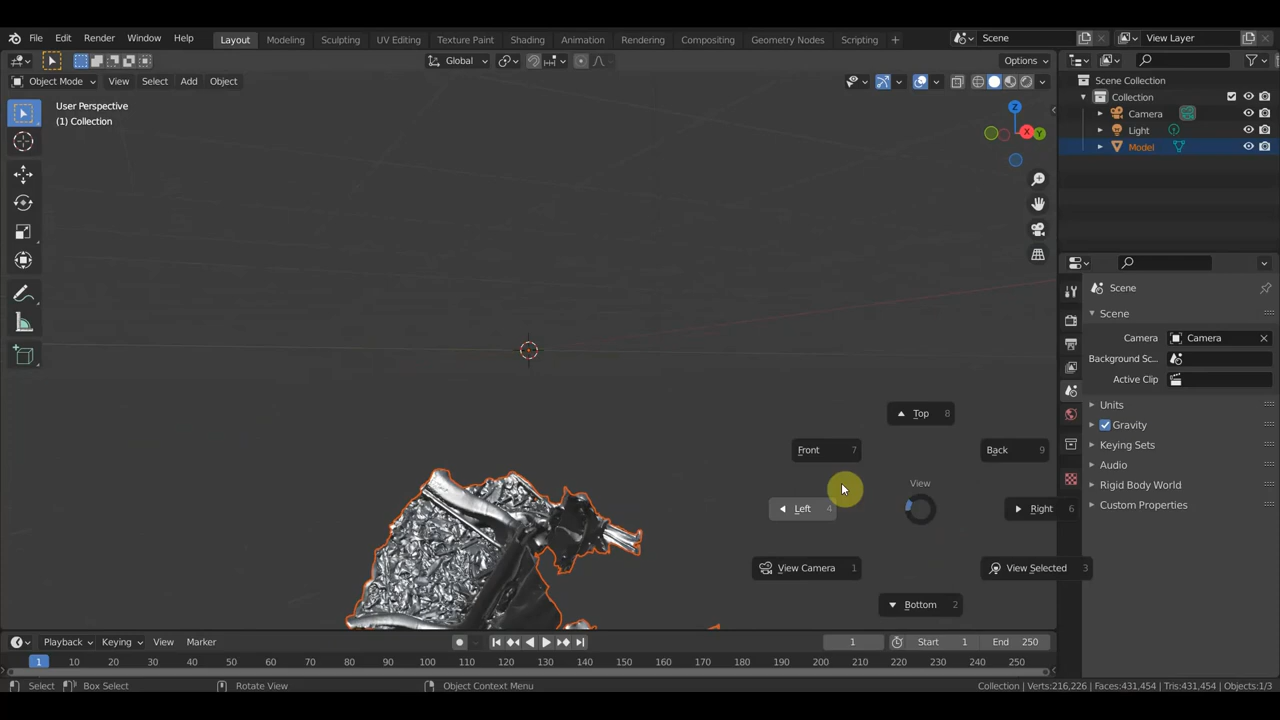 File Edit Render Window Help Layout Modeling Sculpting UV Editing Texture Paint Shading Animation Rendering Compositing Geometry Nodes Scripting + Scene View Layer
Global Options
Object Mode View Select Add Object
User Perspective
(1) Collection
Z
X
Y
Scene Collection
Collection
Camera
Light
Model
Scene
Scene
Camera Camera
Background Sc...
Active Clip
Units
Gravity
Keying Sets
Audio
Rigid Body World
Custom Properties
Top 8
Front 7
Back 9
View
Left 4
Right 6
View Camera 1
View Selected 3
Bottom 2
Playback Keying View Marker 1 Start 1 End 250
1 10 20 30 40 50 60 70 80 90 100 110 120 130 140 150 160 170 180 190 200 210 220 230 240 250
Select Box Select Rotate View Object Context Menu Collection | Verts:216,226 | Faces:431,454 | Tris:431,454 | Objects:1/3